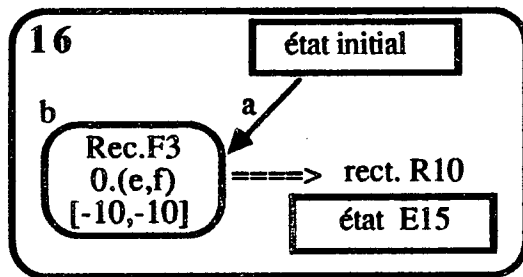 16
état initial
a
b
Rec.F3
0.(e,f)
[-10,-10]
====> rect. R10
état E15